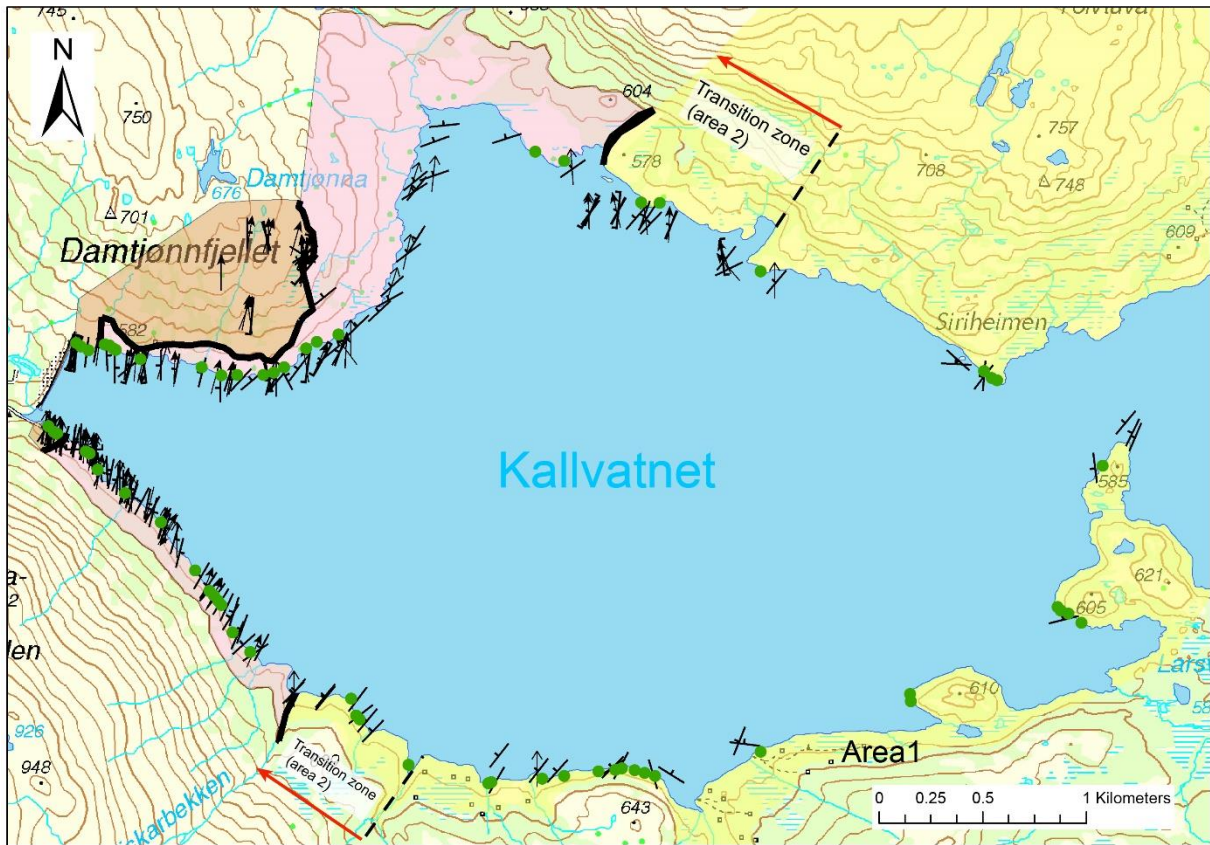 N
750
604
Transition zone
(area 2)
578
757
708
748
676
Damtjønna
701
Damtjønnfjellet
609
582
Siriheimen
Kallvatnet
585
621
605
610
926
948
Transition zone
(area 2)
Area1
643
0 0.25 0.5 1 Kilometers